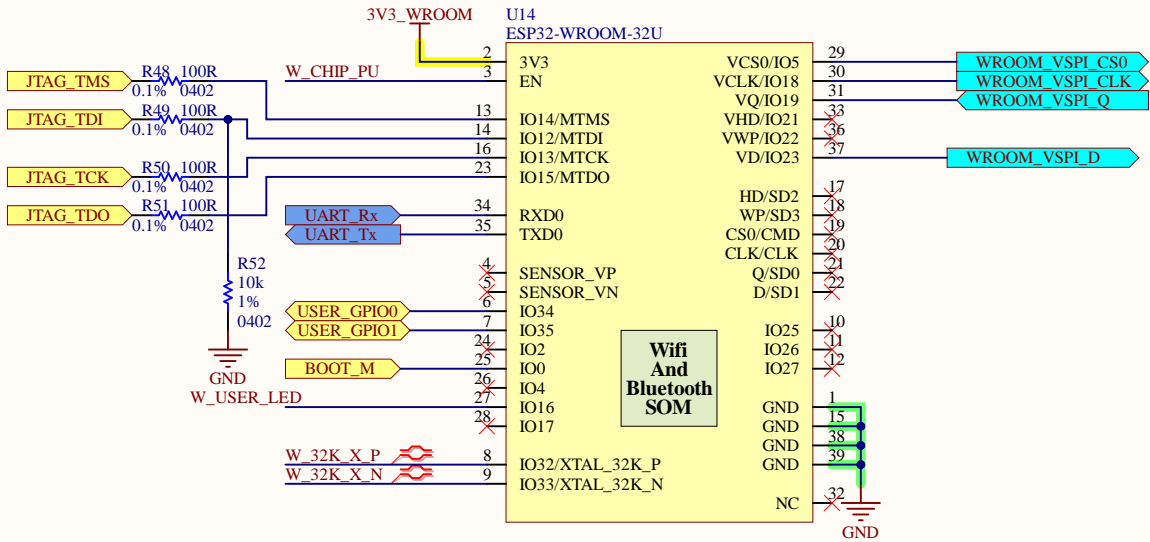 3V3_WROOM
U14
ESP32-WROOM-32U
JTAG_TMS
R48 100R
0.1% 0402
JTAG_TDI
R49 100R
0.1% 0402
JTAG_TCK
R50 100R
0.1% 0402
JTAG_TDO
R51 100R
0.1% 0402
R52
10k
1%
0402
GND
W_CHIP_PU
UART_Rx
UART_Tx
USER_GPIO0
USER_GPIO1
BOOT_M
W_USER_LED
W_32K_X_P
W_32K_X_N
2 3V3
3 EN
13 IO14/MTMS
14 IO12/MTDI
16 IO13/MTCK
23 IO15/MTDO
34 RXD0
35 TXD0
4 SENSOR_VP
5 SENSOR_VN
6 IO34
7 IO35
24 IO2
25 IO0
26 IO4
27 IO16
28 IO17
8 IO32/XTAL_32K_P
9 IO33/XTAL_32K_N
Wifi
And
Bluetooth
SOM
VCS0/IO5 29
VCLK/IO18 30
VQ/IO19 31
VHD/IO21 33
VWP/IO22 36
VD/IO23 37
HD/SD2 17
WP/SD3 18
CS0/CMD 19
CLK/CLK 20
Q/SD0 21
D/SD1 22
IO25 10
IO26 11
IO27 12
GND 1
GND 15
GND 38
GND 39
NC 32
WROOM_VSPI_CS0
WROOM_VSPI_CLK
WROOM_VSPI_Q
WROOM_VSPI_D
GND